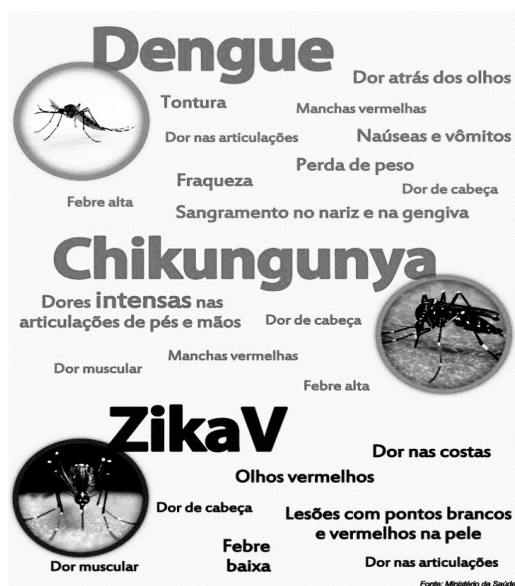 Dengue
Dor atrás dos olhos
Tontura
Manchas vermelhas
Dor nas articulações
Naúseas e vômitos
Perda de peso
Fraqueza
Dor de cabeça
Febre alta
Sangramento no nariz e na gengiva
Chikungunya
Dores intensas nas
articulações de pés e mãos
Dor de cabeça
Manchas vermelhas
Dor muscular
Febre alta
ZikaV
Dor nas costas
Olhos vermelhos
Dor de cabeça
Lesões com pontos brancos
e vermelhos na pele
Febre
baixa
Dor muscular
Dor nas articulações
Fonte: Ministério da Saúde